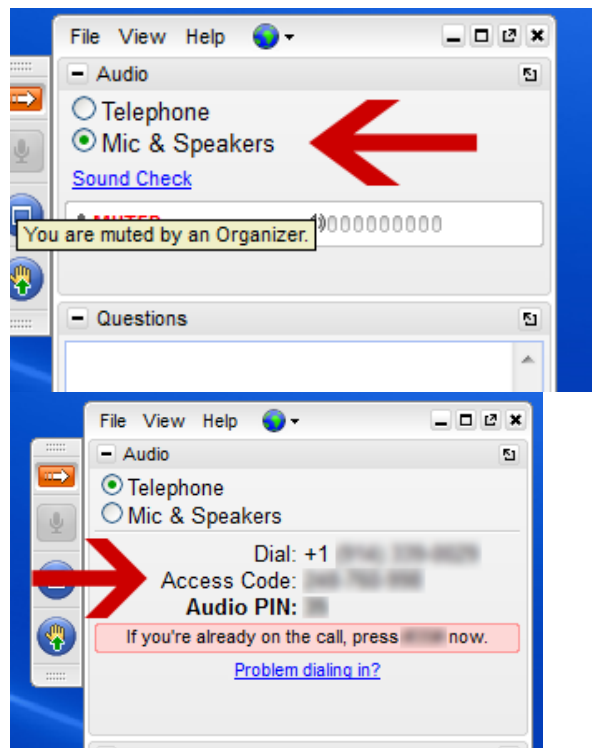 File View Help
Audio
Telephone
Mic & Speakers
Sound Check
MUTED
You are muted by an Organizer.
000000000
Questions
File View Help
Audio
Telephone
Mic & Speakers
Dial: +1
Access Code:
Audio PIN:
If you're already on the call, press now.
Problem dialing in?